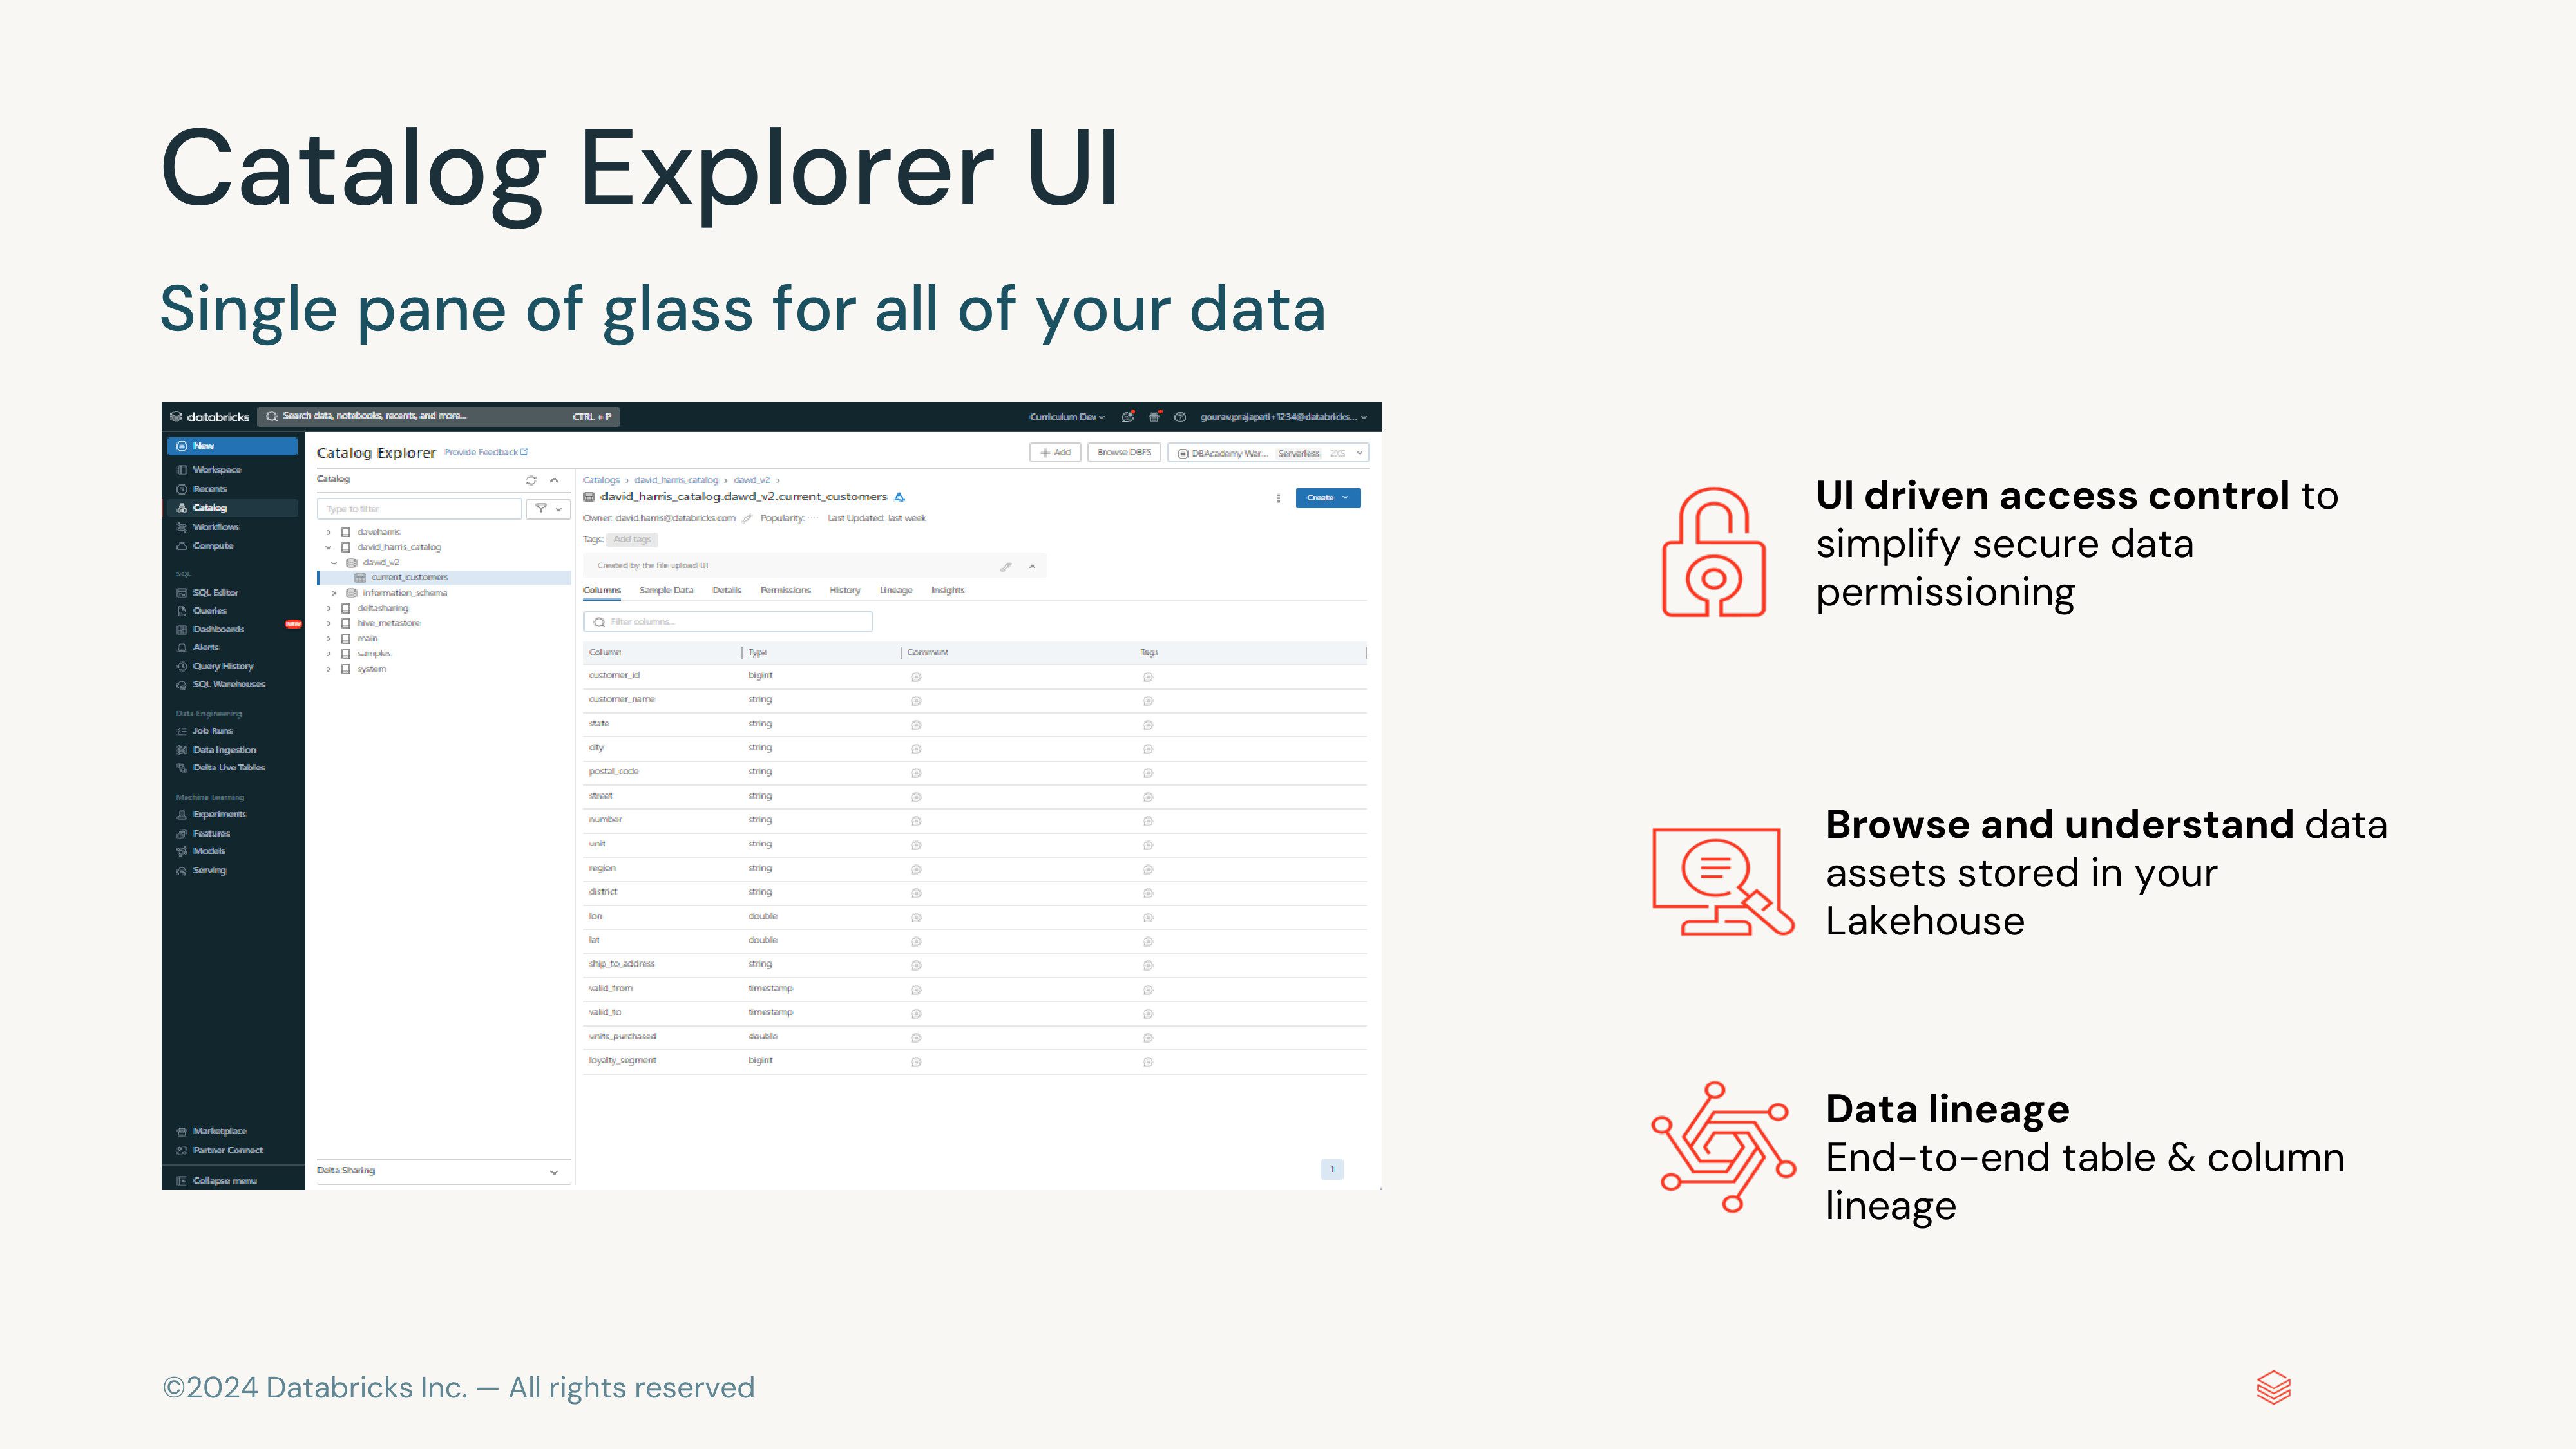 Catalog Explorer UI
Single pane of glass for all of your data
databricks
Search data, notebooks, recents, and more...
CTRL + P
Curriculum Dev
gourav.prajapati+1234@databricks...
New
Workspace
Recents
Catalog
Workflows
Compute
SQL
SQL Editor
Queries
Dashboards
new
Alerts
Query History
SQL Warehouses
Data Engineering
Job Runs
Data Ingestion
Delta Live Tables
Machine Learning
Experiments
Features
Models
Serving
Marketplace
Partner Connect
Collapse menu
Catalog Explorer Provide Feedback
+ Add
Browse DBFS
DBAcademy War... Serverless 2XS
Catalog
Type to filter
daveharris
david_harris_catalog
dawd_v2
current_customers
information_schema
deltasharing
hive_metastore
main
samples
system
Delta Sharing
Catalogs › david_harris_catalog › dawd_v2 ›
david_harris_catalog.dawd_v2.current_customers
Create
Owner: david.harris@databricks.com Popularity: Last Updated: last week
Tags: Add tags
Created by the file upload UI
Columns Sample Data Details Permissions History Lineage Insights
Filter columns...
Column Type Comment Tags
customer_id bigint
customer_name string
state string
city string
postal_code string
street string
number string
unit string
region string
district string
lon double
lat double
ship_to_address string
valid_from timestamp
valid_to timestamp
units_purchased double
loyalty_segment bigint
1
UI driven access control to
simplify secure data
permissioning
Browse and understand data
assets stored in your
Lakehouse
Data lineage
End-to-end table & column
lineage
©2024 Databricks Inc. — All rights reserved